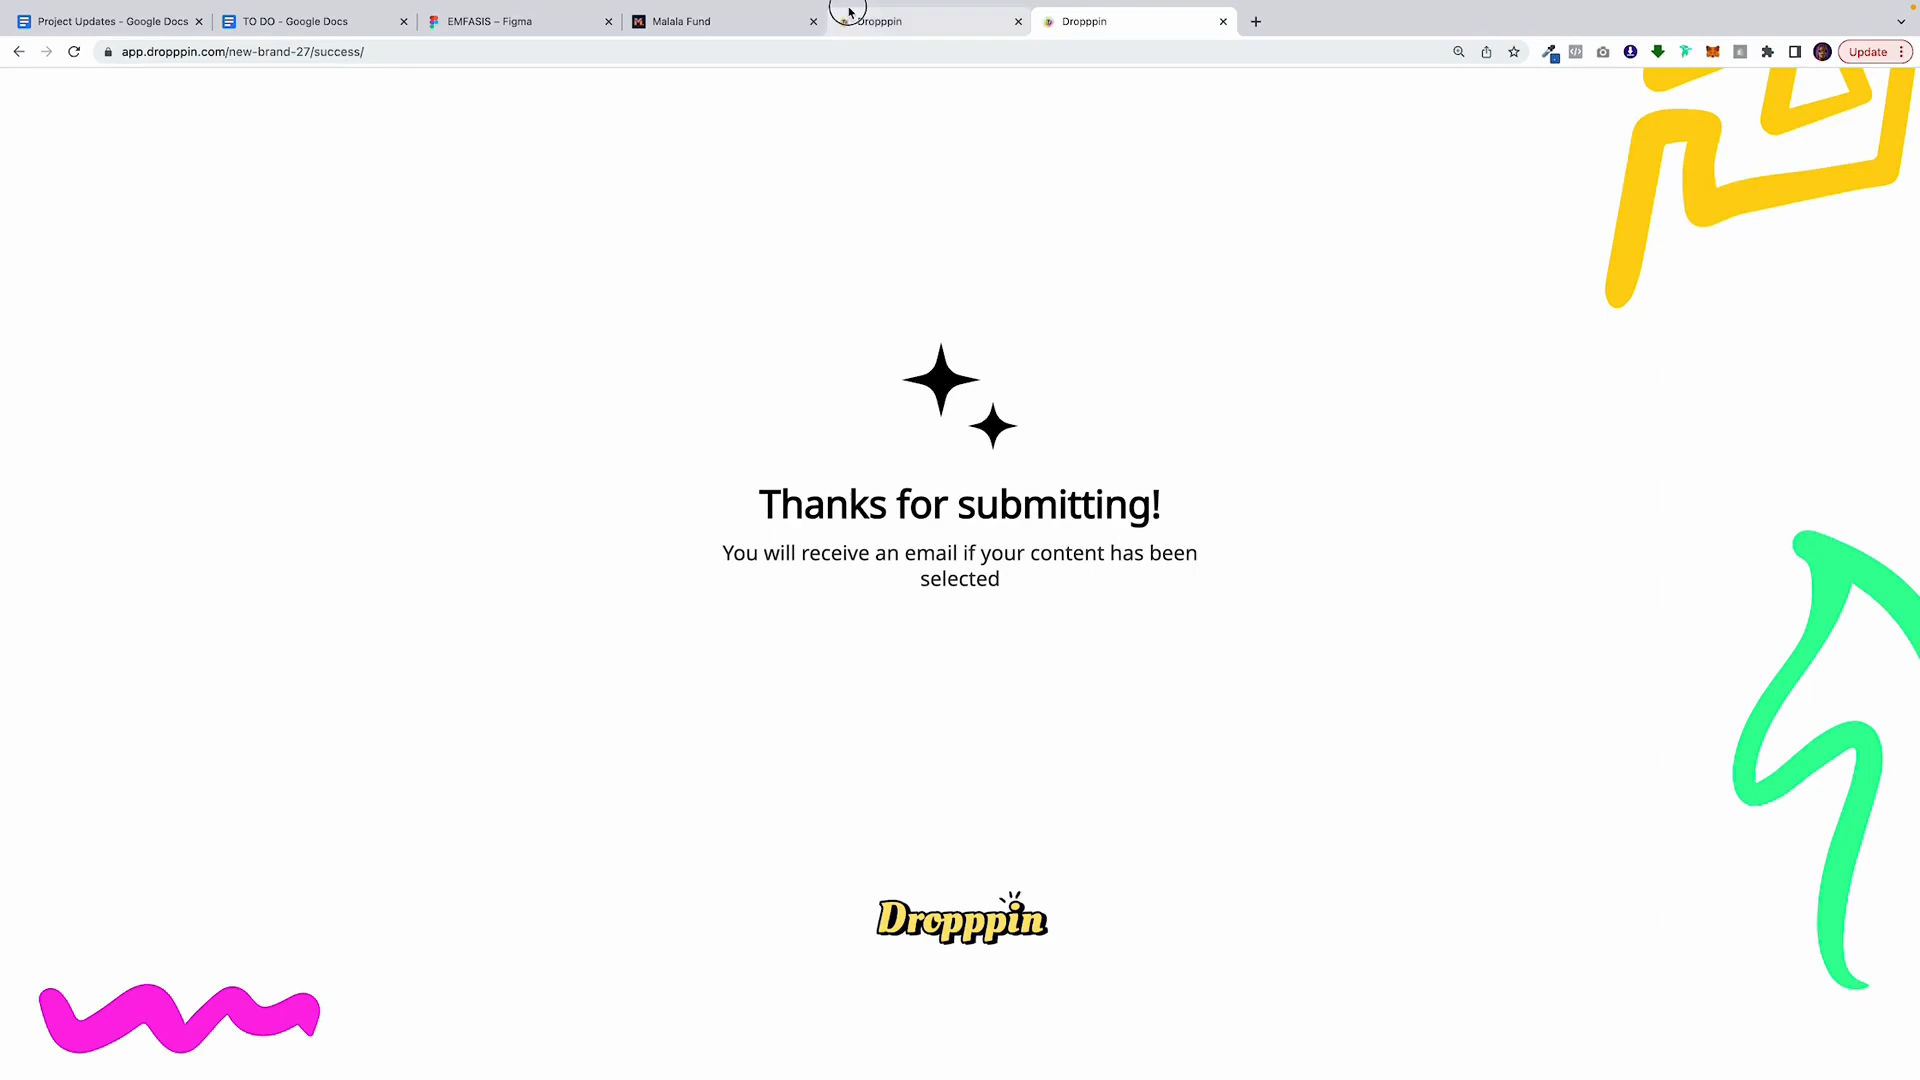 Project Updates - Google Docs
TO DO - Google Docs
EMFASIS – Figma
Malala Fund
Dropppin
Dropppin
app.dropppin.com/new-brand-27/success/
Update
Thanks for submitting!
You will receive an email if your content has been
selected
Dropppin